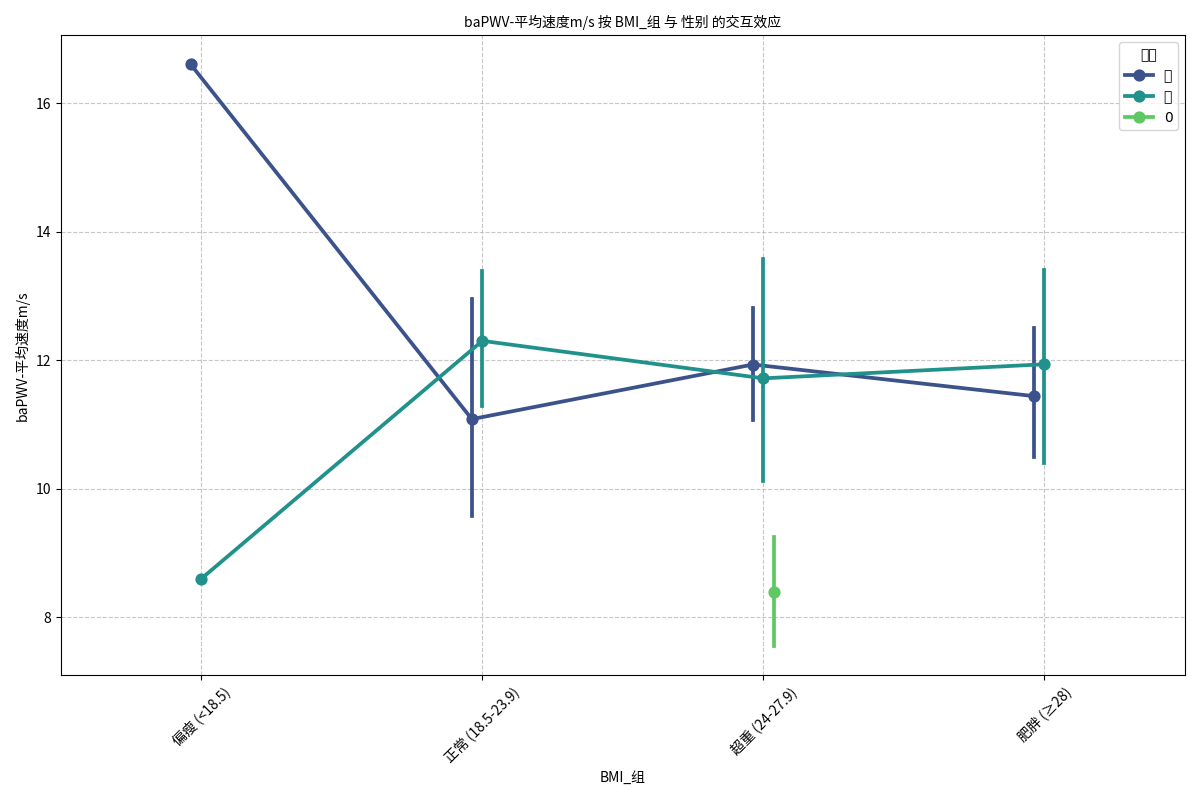 baPWV-平均速度m/s 按 BMI_组 与 性别 的交互效应
0
16
14
12
10
8
baPWV-平均速度m/s
偏瘦 (<18.5)
正常 (18.5-23.9)
超重 (24-27.9)
肥胖 (≥28)
BMI_组